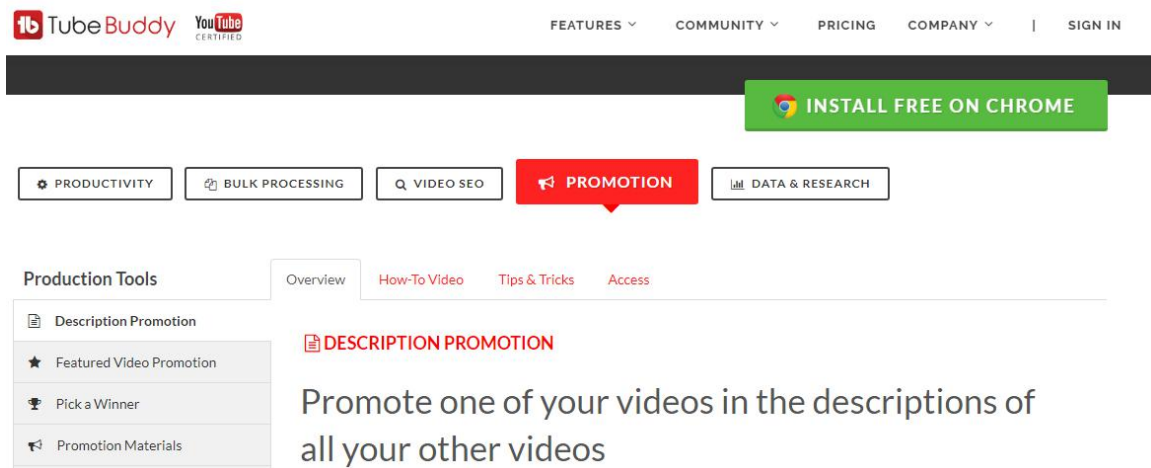 TubeBuddy YouTube CERTIFIED FEATURES COMMUNITY PRICING COMPANY | SIGN IN
INSTALL FREE ON CHROME
PRODUCTIVITY BULK PROCESSING VIDEO SEO PROMOTION DATA & RESEARCH
Production Tools Overview How-To Video Tips & Tricks Access
Description Promotion
DESCRIPTION PROMOTION
Featured Video Promotion
Pick a Winner
Promote one of your videos in the descriptions of
Promotion Materials
all your other videos